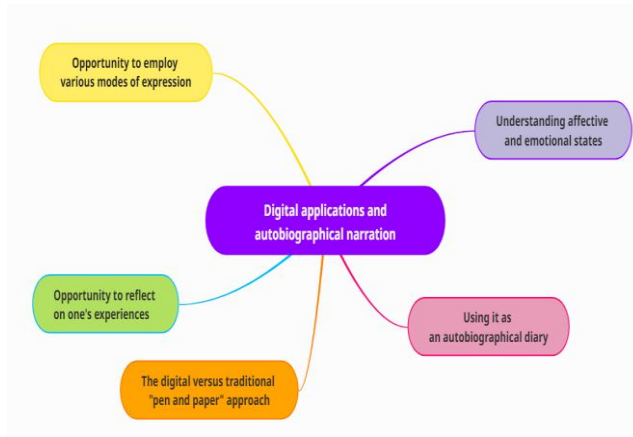 Opportunity to employ
various modes of expression
Understanding affective
and emotional states
Digital applications and
autobiographical narration
Opportunity to reflect
on one's experiences
Using it as
an autobiographical diary
The digital versus traditional
"pen and paper" approach